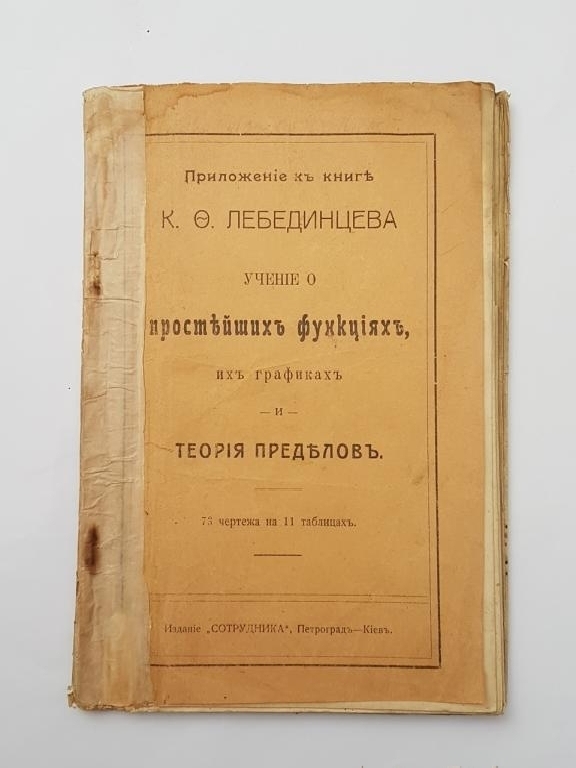 Приложеніе къ книгѣ
К. Ѳ. ЛЕБЕДИНЦЕВА
УЧЕНІЕ О
простѣйшихъ функціяхъ,
ихъ графикахъ
— и —
ТЕОРІЯ ПРЕДѢЛОВЪ.
73 чертежа на 11 таблицахъ.
Изданіе „СОТРУДНИКА“, Петроградъ—Кіевъ.